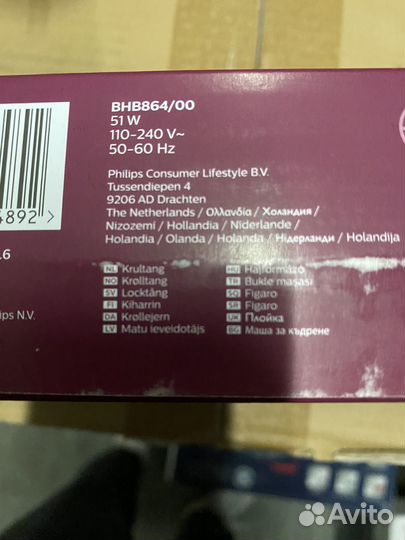 BHB864/00
51 W
110-240 V~
50-60 Hz
Philips Consumer Lifestyle B.V.
Tussendiepen 4
9206 AD Drachten
The Netherlands / Ολλανδία / Холандия /
Nizozemi / Hollandia / Niderlande /
Holandia / Olanda / Holanda / Нідерланди / Holandija
4892
.6
ips N.V.
NL Krultang
NO Krølltang
SV Locktång
FI Kiharrin
DA Krøllejern
LV Matu ieveidotājs
HU Hajformázó
TR Bukle maşası
SQ Figaro
SR Figaro
UK Плойка
BG Маша за къдрене
Avito